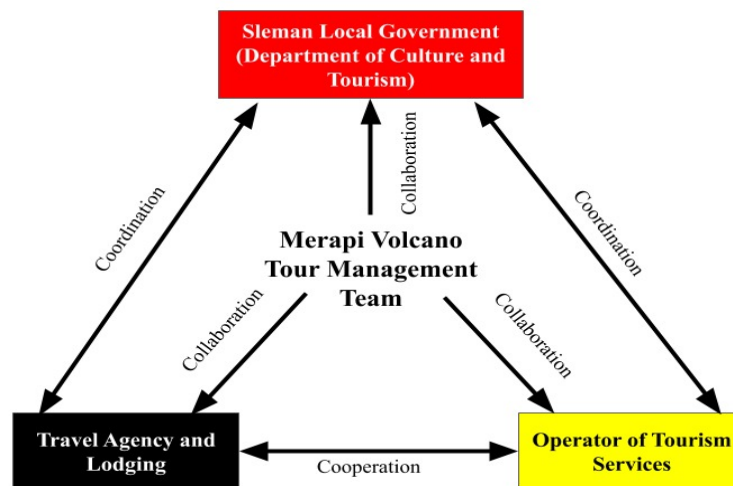 Sleman Local Government
(Department of Culture and
Tourism)
Collaboration
Coordination
Coordination
Merapi Volcano
Tour Management
Team
Collaboration
Collaboration
Travel Agency and
Lodging
Operator of Tourism
Services
Cooperation